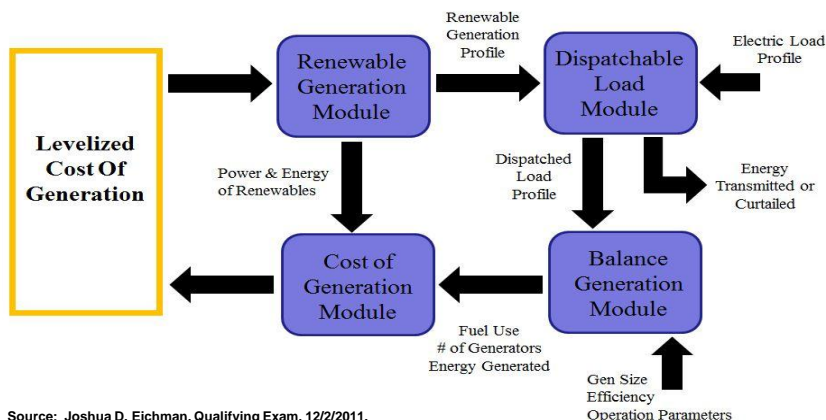 Renewable
Generation
Profile
Electric Load
Profile
Renewable
Generation
Module
Dispatchable
Load
Module
Levelized
Cost Of
Generation
Power & Energy
of Renewables
Dispatched
Load
Profile
Energy
Transmitted or
Curtailed
Cost of
Generation
Module
Balance
Generation
Module
Fuel Use
# of Generators
Energy Generated
Gen Size
Efficiency
Operation Parameters
Source: Joshua D. Eichman, Qualifying Exam, 12/2/2011.